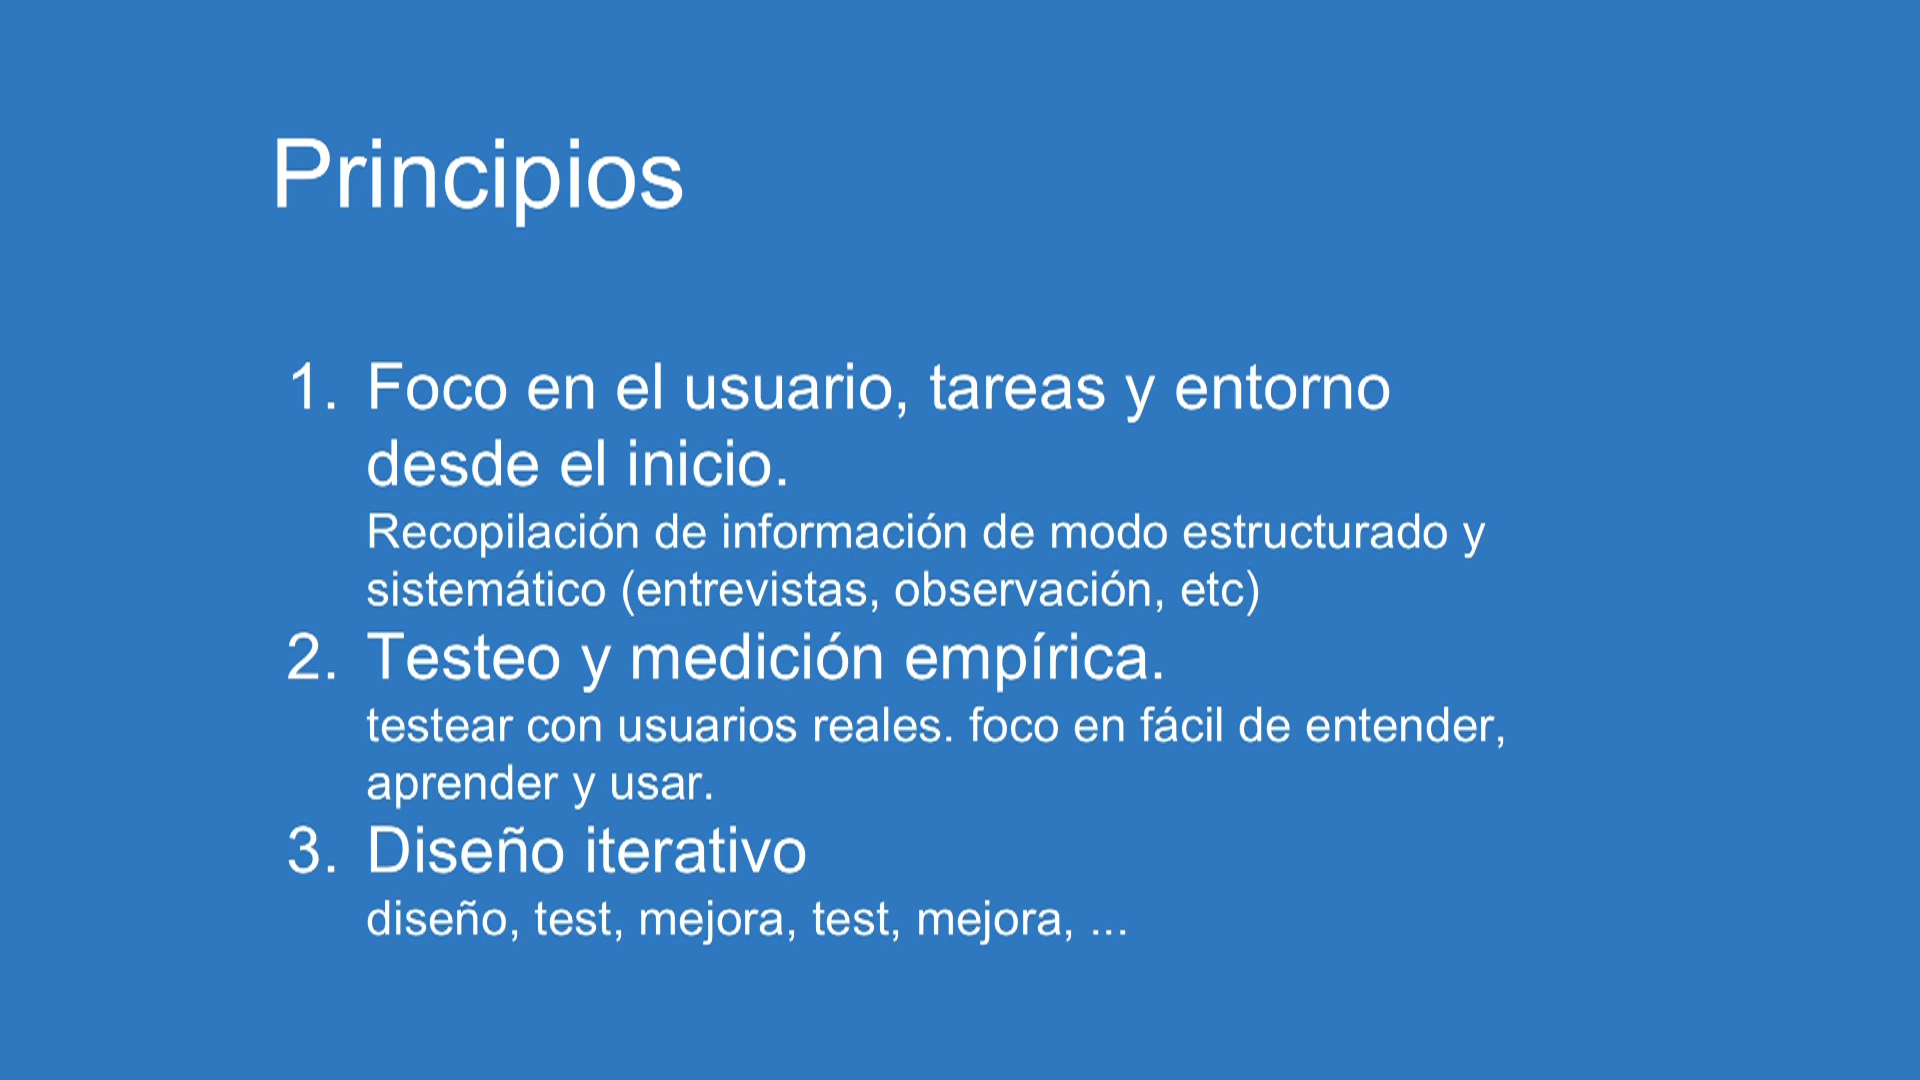 Principios
1. Foco en el usuario, tareas y entorno
desde el inicio.
Recopilación de información de modo estructurado y
sistemático (entrevistas, observación, etc)
2. Testeo y medición empírica.
testear con usuarios reales. foco en fácil de entender,
aprender y usar.
3. Diseño iterativo
diseño, test, mejora, test, mejora, ...